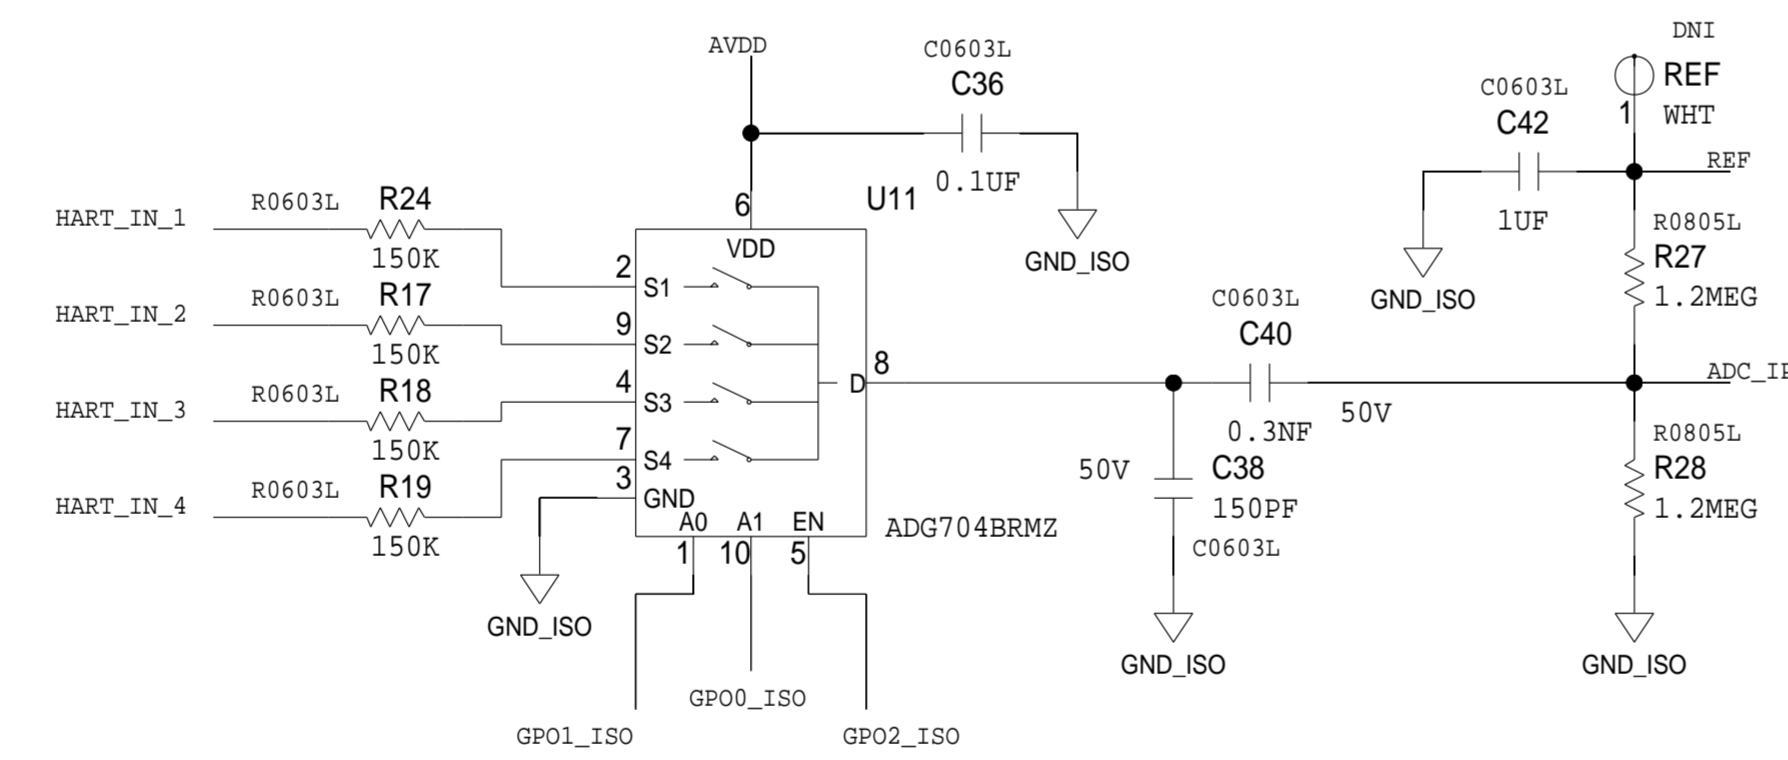 DNI
AVDD
C0603L
C36
0.1UF
GND_ISO
C0603L
C42
1UF
GND_ISO
REF
1
WHT
REF
HART_IN_1
R0603L
R24
150K
HART_IN_2
R0603L
R17
150K
HART_IN_3
R0603L
R18
150K
HART_IN_4
R0603L
R19
150K
6
U11
VDD
2
S1
9
S2
4
S3
7
S4
3
GND
D
8
A0
A1
EN
1
10
5
ADG704BRMZ
GND_ISO
GPO1_ISO
GPO0_ISO
GPO2_ISO
C0603L
C40
0.3NF
50V
50V
C38
150PF
C0603L
GND_ISO
R0805L
R27
1.2MEG
ADC_IP
R0805L
R28
1.2MEG
GND_ISO